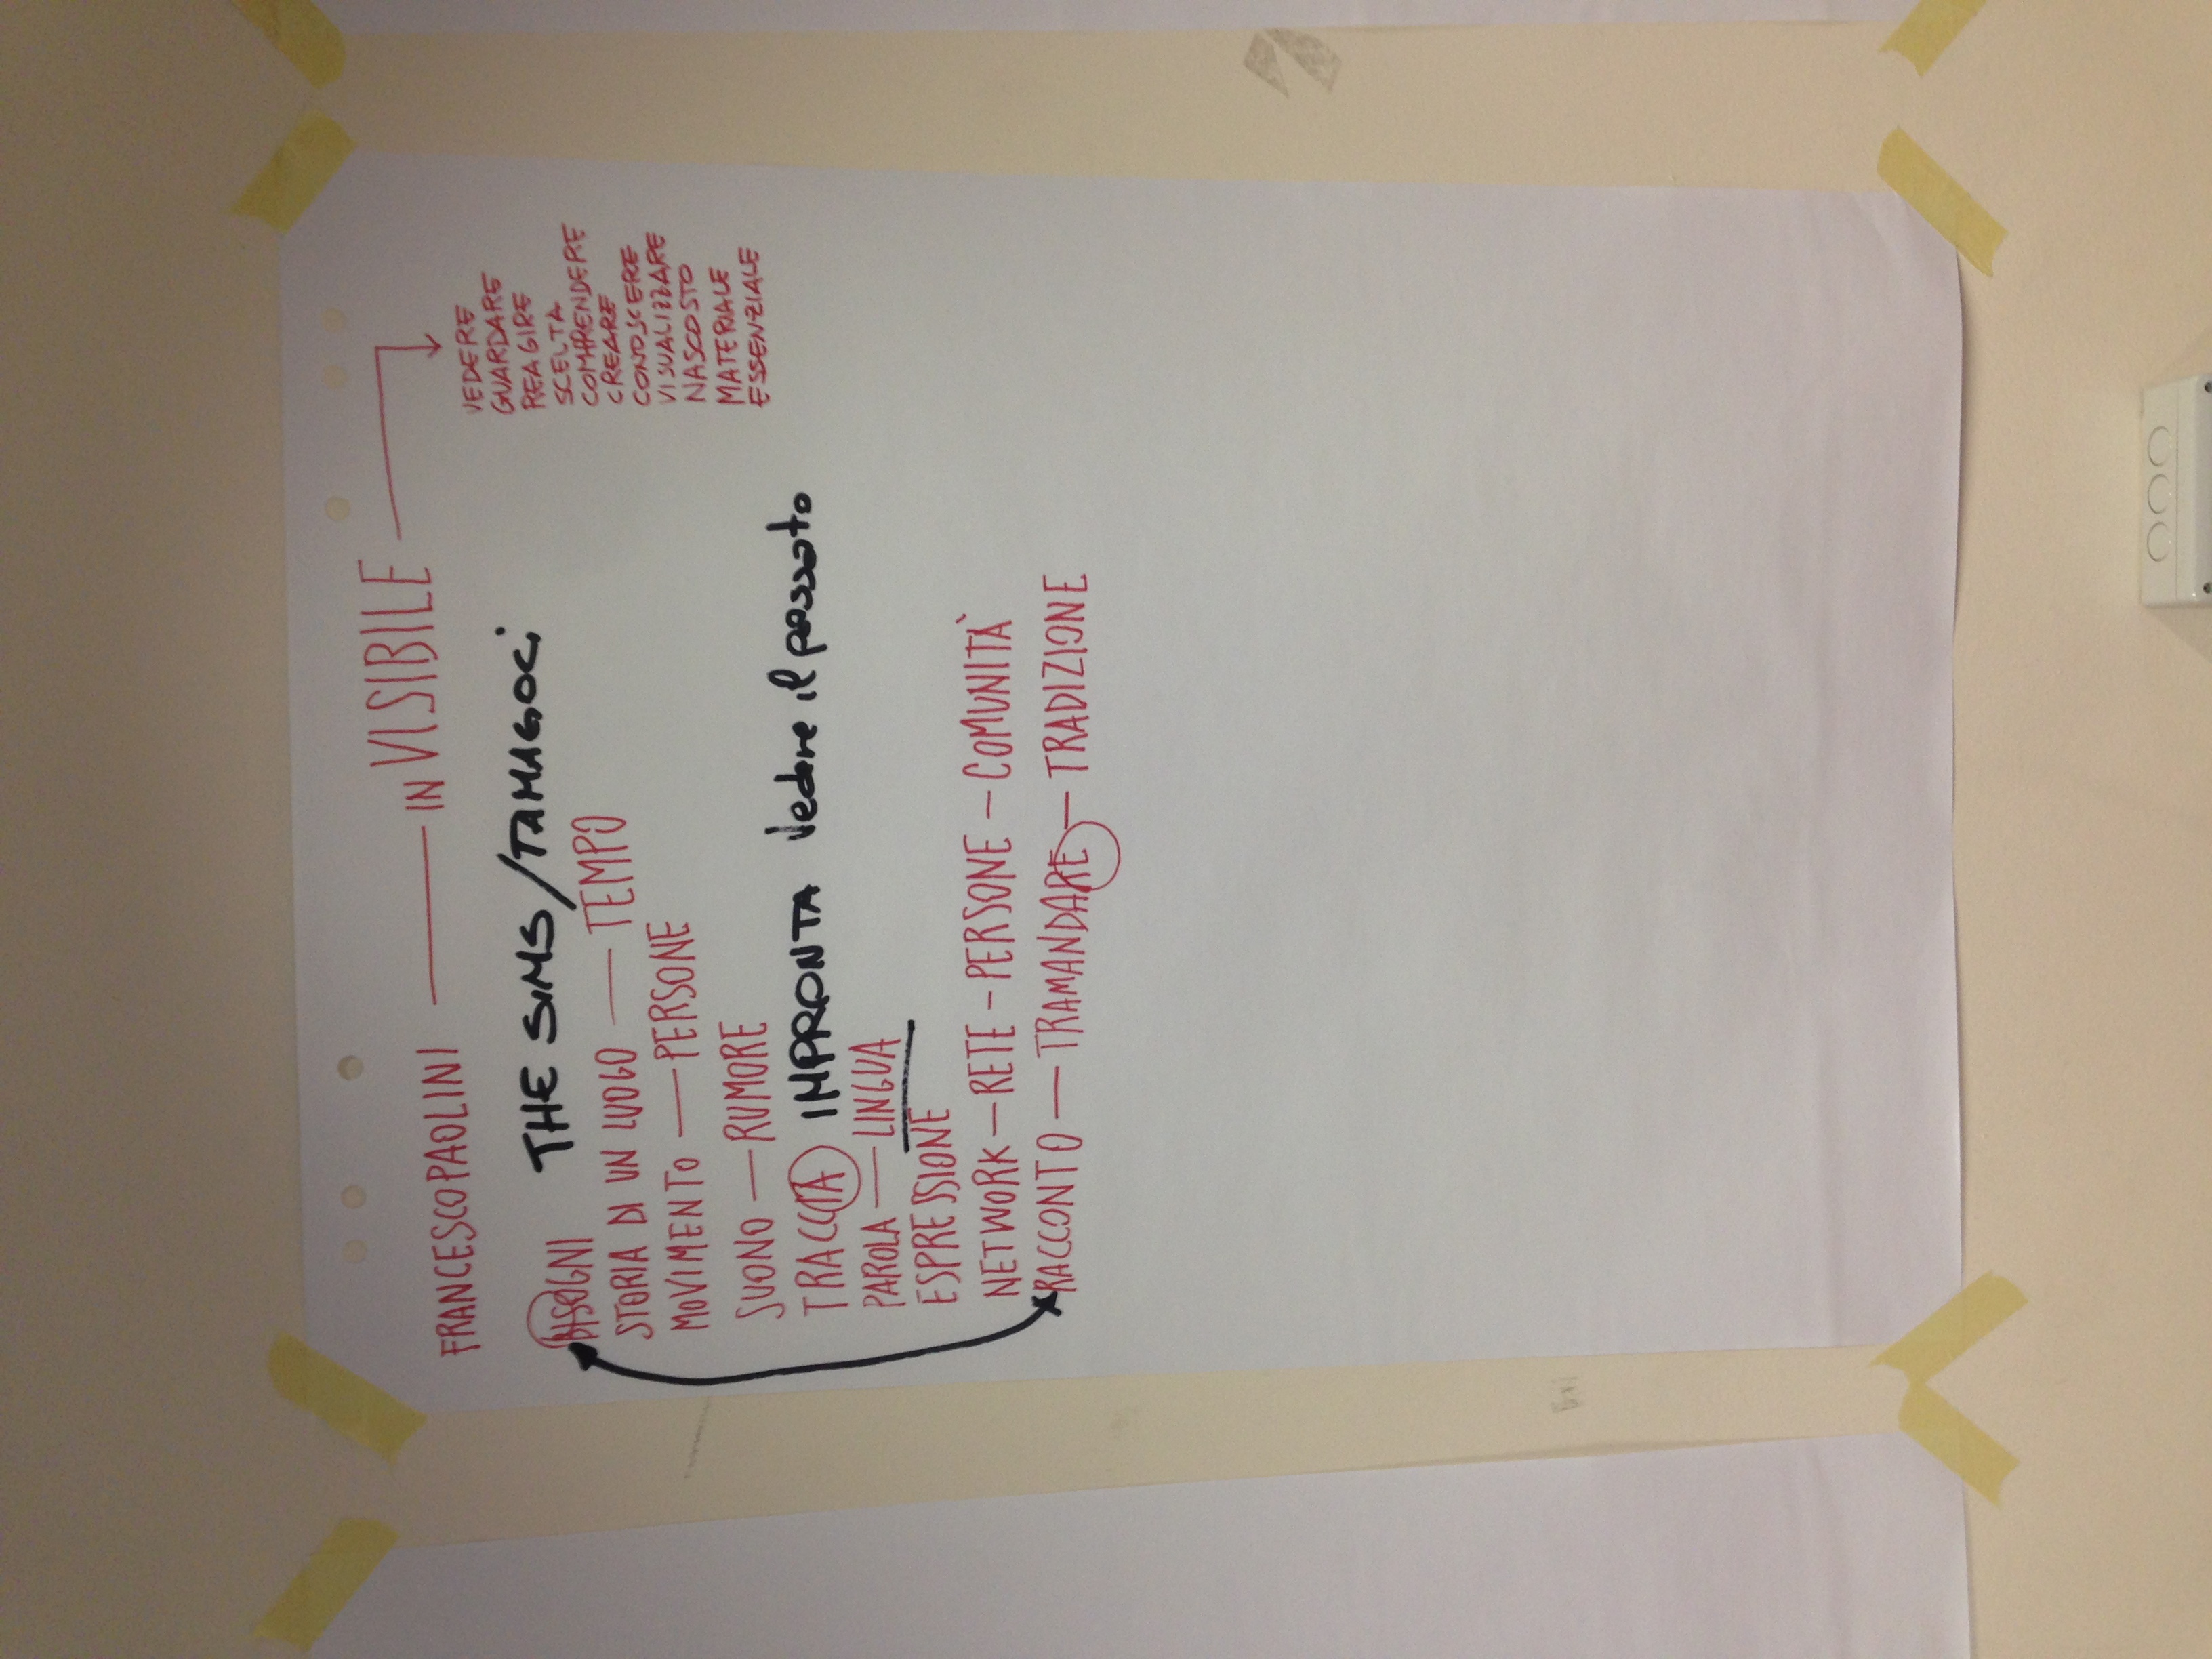 FRANCESCO PAOLINI — inVISIBILE
BISOGNI THE SIMS/TAMAGOCi
STORIA DI UN LUOGO — TEMPO
MOVIMENTO — PERSONE
SUONO — RUMORE
TRACCIA IMPRONTA Vedere il passato
PAROLA — LINGUA
ESPRESSIONE
NETWORK — RETE - PERSONE — COMUNITÀ
RACCONTO — TRAMANDARE — TRADIZIONE
VEDERE
GUARDARE
REAGIRE
SCELTA
COMPRENDERE
CREARE
CONOSCERE
VISUALIZZARE
NASCOSTO
MATERIALE
ESSENZIALE